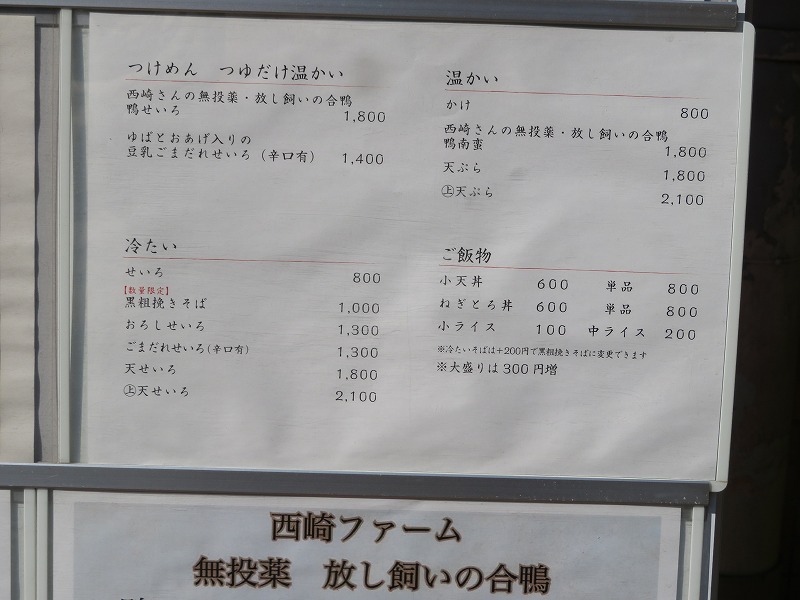 つけめん つゆだけ温かい
西崎さんの無投薬・放し飼いの合鴨
鴨せいろ 1,800
ゆばとおあげ入りの
豆乳ごまだれせいろ（辛口有） 1,400
温かい
かけ 800
西崎さんの無投薬・放し飼いの合鴨
鴨南蛮 1,800
天ぷら 1,800
㊤天ぷら 2,100
冷たい
せいろ 800
【数量限定】
黒粗挽きそば 1,000
おろしせいろ 1,300
ごまだれせいろ(辛口有) 1,300
天せいろ 1,800
㊤天せいろ 2,100
ご飯物
小天丼 600 単品 800
ねぎとろ丼 600 単品 800
小ライス 100 中ライス 200
※冷たいそばは＋200円で黒粗挽きそばに変更できます
※大盛りは300円増
西崎ファーム
無投薬 放し飼いの合鴨